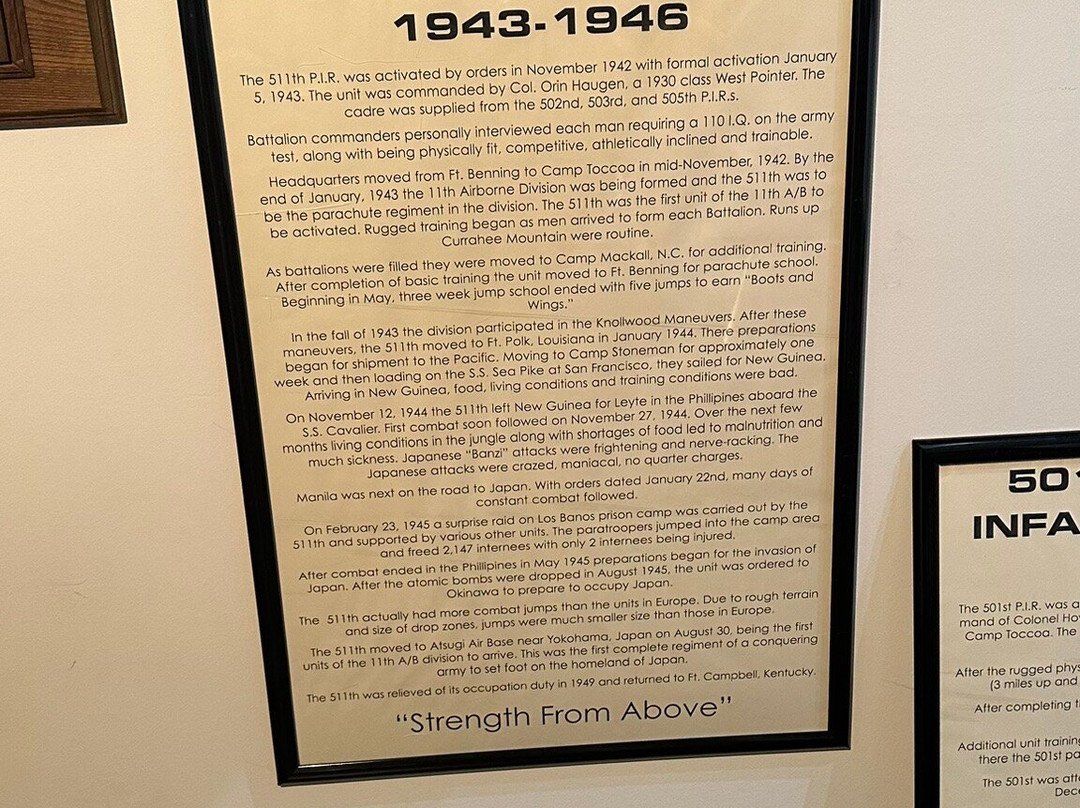 1943-1946
The 511th P.I.R. was activated by orders in November 1942 with formal activation January
5, 1943. The unit was commanded by Col. Orin Haugen, a 1930 class West Pointer. The
cadre was supplied from the 502nd, 503rd, and 505th P.I.R.s.
Battalion commanders personally interviewed each man requiring a 110 I.Q. on the army
test, along with being physically fit, competitive, athletically inclined and trainable.
Headquarters moved from Ft. Benning to Camp Toccoa in mid-November, 1942. By the
end of January, 1943 the 11th Airborne Division was being formed and the 511th was to
be the parachute regiment in the division. The 511th was the first unit of the 11th A/B to
be activated. Rugged training began as men arrived to form each Battalion. Runs up
Currahee Mountain were routine.
As battalions were filled they were moved to Camp Mackall, N.C. for additional training.
After completion of basic training the unit moved to Ft. Benning for parachute school.
Beginning in May, three week jump school ended with five jumps to earn "Boots and
Wings."
In the fall of 1943 the division participated in the Knollwood Maneuvers. After these
maneuvers, the 511th moved to Ft. Polk, Louisiana in January 1944. There preparations
began for shipment to the Pacific. Moving to Camp Stoneman for approximately one
week and then loading on the S.S. Sea Pike at San Francisco, they sailed for New Guinea.
Arriving in New Guinea, food, living conditions and training conditions were bad.
On November 12, 1944 the 511th left New Guinea for Leyte in the Phillipines aboard the
S.S. Cavalier. First combat soon followed on November 27, 1944. Over the next few
months living conditions in the jungle along with shortages of food led to malnutrition and
much sickness. Japanese "Banzi" attacks were frightening and nerve-racking. The
Japanese attacks were crazed, maniacal, no quarter charges.
Manila was next on the road to Japan. With orders dated January 22nd, many days of
constant combat followed.
On February 23, 1945 a surprise raid on Los Banos prison camp was carried out by the
511th and supported by various other units. The paratroopers jumped into the camp area
and freed 2,147 internees with only 2 internees being injured.
After combat ended in the Phillipines in May 1945 preparations began for the invasion of
Japan. After the atomic bombs were dropped in August 1945, the unit was ordered to
Okinawa to prepare to occupy Japan.
The 511th actually had more combat jumps than the units in Europe. Due to rough terrain
and size of drop zones, jumps were much smaller size than those in Europe.
The 511th moved to Atsugi Air Base near Yokohama, Japan on August 30, being the first
units of the 11th A/B division to arrive. This was the first complete regiment of a conquering
army to set foot on the homeland of Japan.
The 511th was relieved of its occupation duty in 1949 and returned to Ft. Campbell, Kentucky.
"Strength From Above"
50
INFA
The 501st P.I.R. was a
mand of Colonel Ho
Camp Toccoa. The
After the rugged phys
(3 miles up and
After completing t
Additional unit training
there the 501st pa
The 501st was atta
Dece